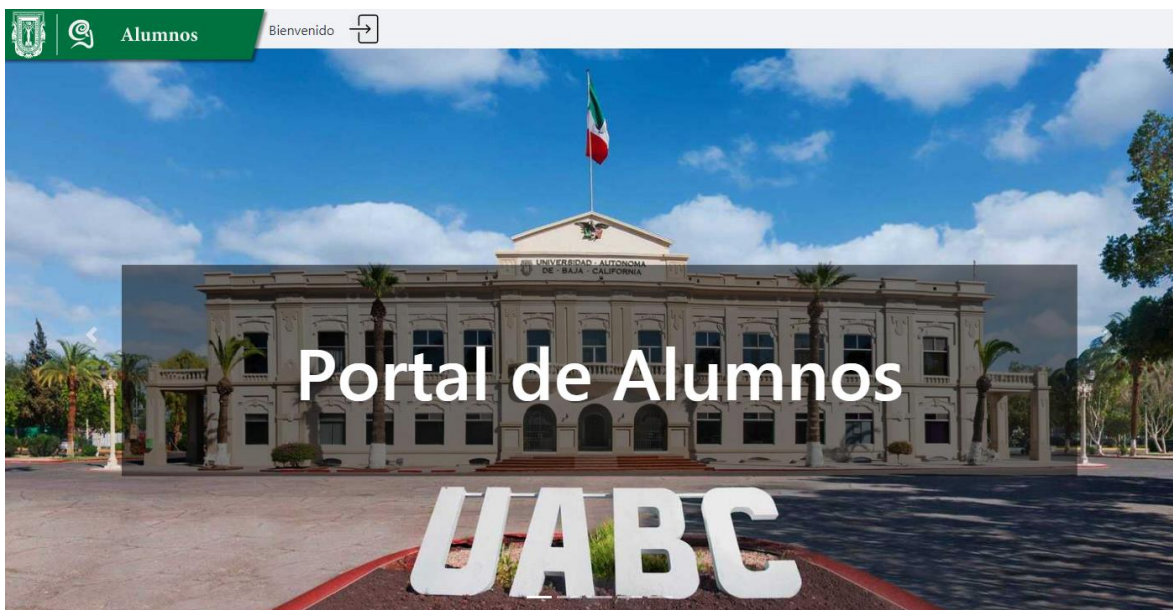 Alumnos
Bienvenido
UNIVERSIDAD - AUTONOMA
DE - BAJA - CALIFORNIA
Portal de Alumnos
UABC